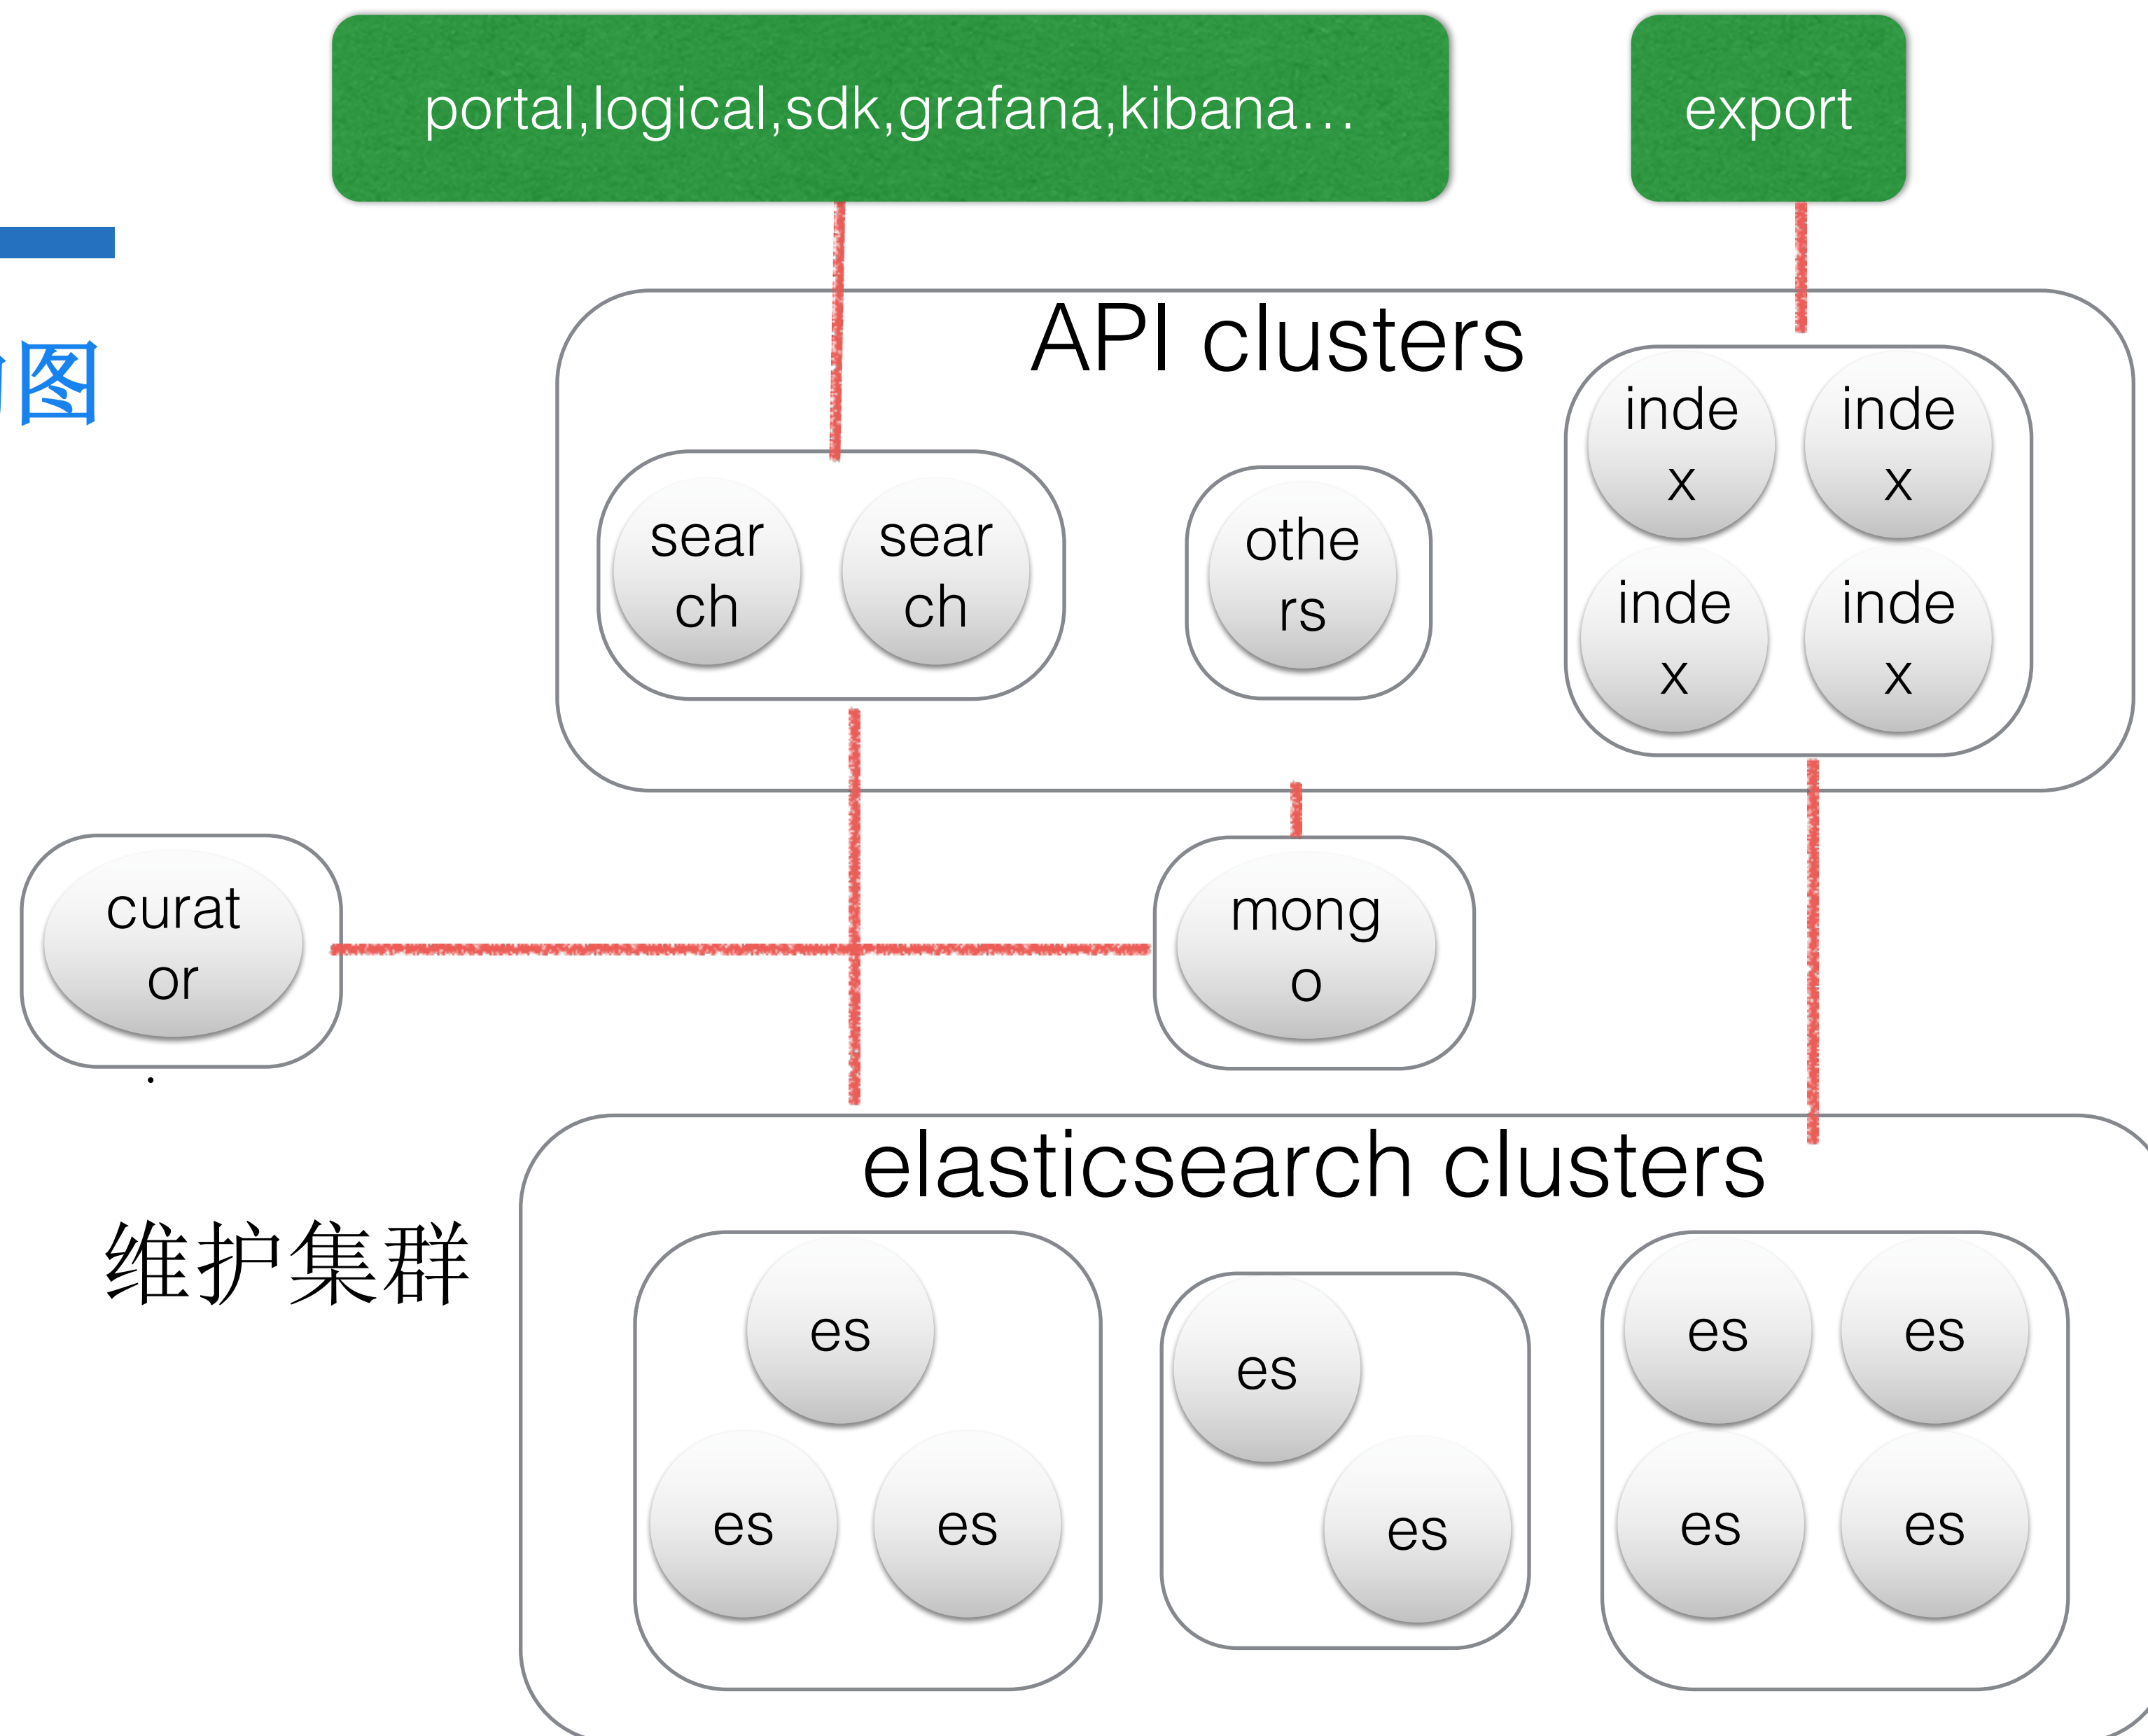 portal,logical,sdk,grafana,kibana...
export
图
API clusters
inde
x
inde
x
sear
ch
sear
ch
othe
rs
inde
x
inde
x
curat
or
mong
o
.
elasticsearch clusters
维护集群
es
es
es
es
es
es
es
es
es